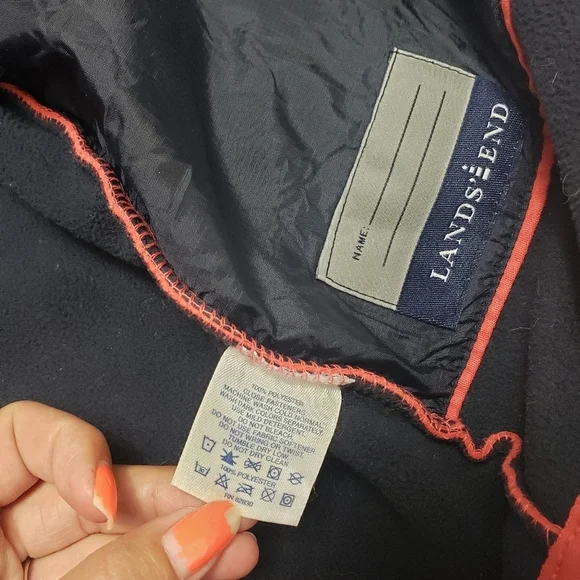 LANDS' END
NAME:
100% POLYESTER
CLOSE FASTENERS.
MACHINE WASH COLD NORMAL.
WASH DARK COLORS SEPARATELY.
USE MILD DETERGENT.
DO NOT BLEACH.
DO NOT USE FABRIC SOFTENER
DO NOT WRING OR TWIST.
TUMBLE DRY LOW.
DO NOT DRY CLEAN
100% POLYESTER